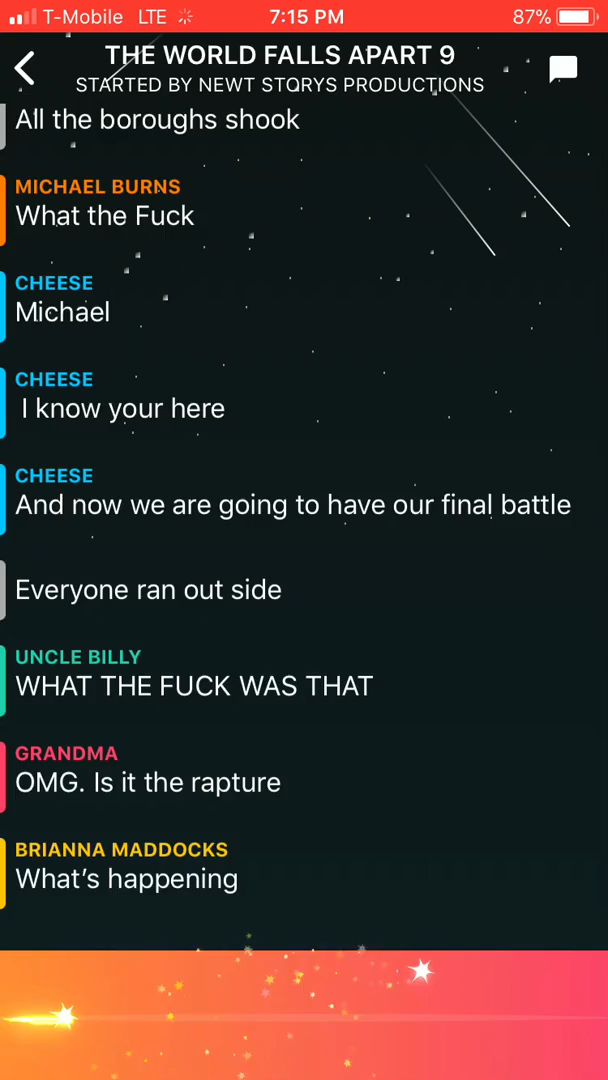 T-Mobile LTE 7:15 PM 87%
THE WORLD FALLS APART 9
STARTED BY NEWT STORYS PRODUCTIONS
All the boroughs shook
MICHAEL BURNS
What the Fuck
CHEESE
Michael
CHEESE
I know your here
CHEESE
And now we are going to have our final battle
Everyone ran out side
UNCLE BILLY
WHAT THE FUCK WAS THAT
GRANDMA
OMG. Is it the rapture
BRIANNA MADDOCKS
What's happening